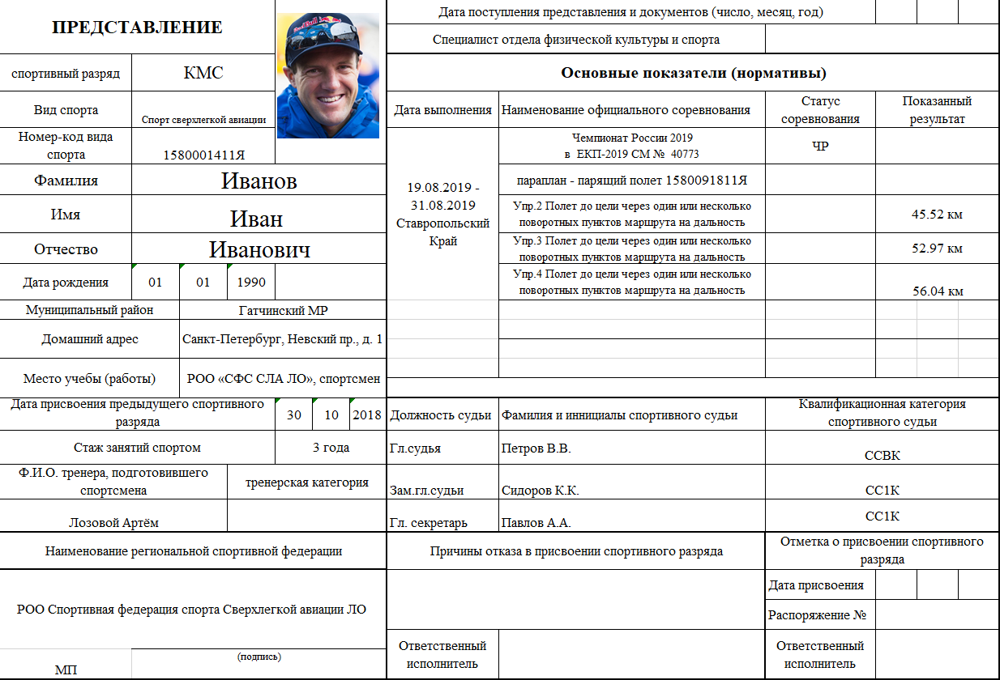 ПРЕДСТАВЛЕНИЕ
Red Bull
Дата поступления представления и документов (число, месяц, год)
Специалист отдела физической культуры и спорта
спортивный разряд
КМС
Основные показатели (нормативы)
Вид спорта
Спорт сверхлегкой авиации
Дата выполнения
Наименование официального соревнования
Статус
соревнования
Показанный
результат
Номер-код вида
спорта
1580001411Я
19.08.2019 -
31.08.2019
Ставропольский
Край
Чемпионат России 2019
в ЕКП-2019 СМ № 40773
ЧР
Фамилия
Иванов
параплан - парящий полет 1580091811Я
Имя
Иван
Упр.2 Полет до цели через один или несколько
поворотных пунктов маршрута на дальность
45.52 км
Отчество
Иванович
Упр.3 Полет до цели через один или несколько
поворотных пунктов маршрута на дальность
52.97 км
Дата рождения
01
01
1990
Упр.4 Полет до цели через один или несколько
поворотных пунктов маршрута на дальность
56.04 км
Муниципальный район
Гатчинский МР
Домашний адрес
Санкт-Петербург, Невский пр., д. 1
Место учебы (работы)
РОО «СФС СЛА ЛО», спортсмен
Дата присвоения предыдущего спортивного
разряда
30
10
2018
Должность судьи
Фамилия и иннициалы спортивного судьи
Квалификационная категория
спортивного судьи
Стаж занятий спортом
3 года
Гл.судья
Петров В.В.
ССВК
Ф.И.О. тренера, подготовившего
спортсмена
тренерская категория
Зам.гл.судьи
Сидоров К.К.
СС1К
Лозовой Артём
Гл. секретарь
Павлов А.А.
СС1К
Наименование региональной спортивной федерации
Причины отказа в присвоении спортивного разряда
Отметка о присвоении спортивного
разряда
РОО Спортивная федерация спорта Сверхлегкой авиации ЛО
Дата присвоения
Распоряжение №
(подпись)
МП
Ответственный
исполнитель
Ответственный
исполнитель